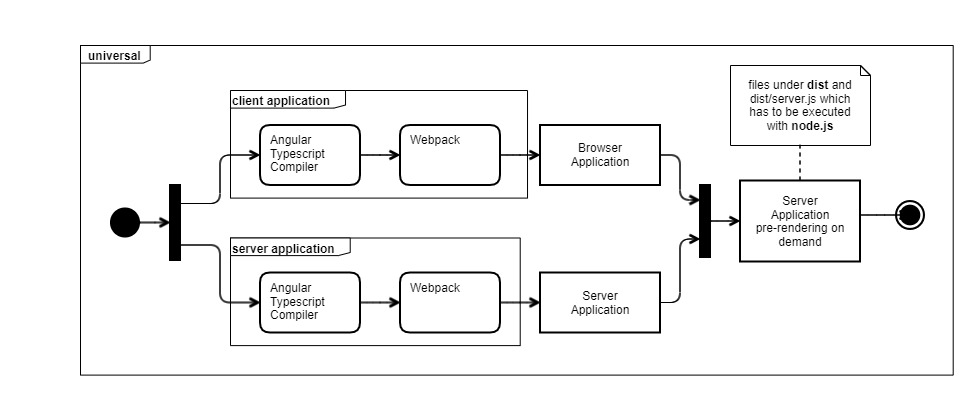 universal
client application
Angular
Typescript
Compiler
Webpack
Browser
Application
files under dist and
dist/server.js which
has to be executed
with node.js
Server
Application
pre-rendering on
demand
server application
Angular
Typescript
Compiler
Webpack
Server
Application